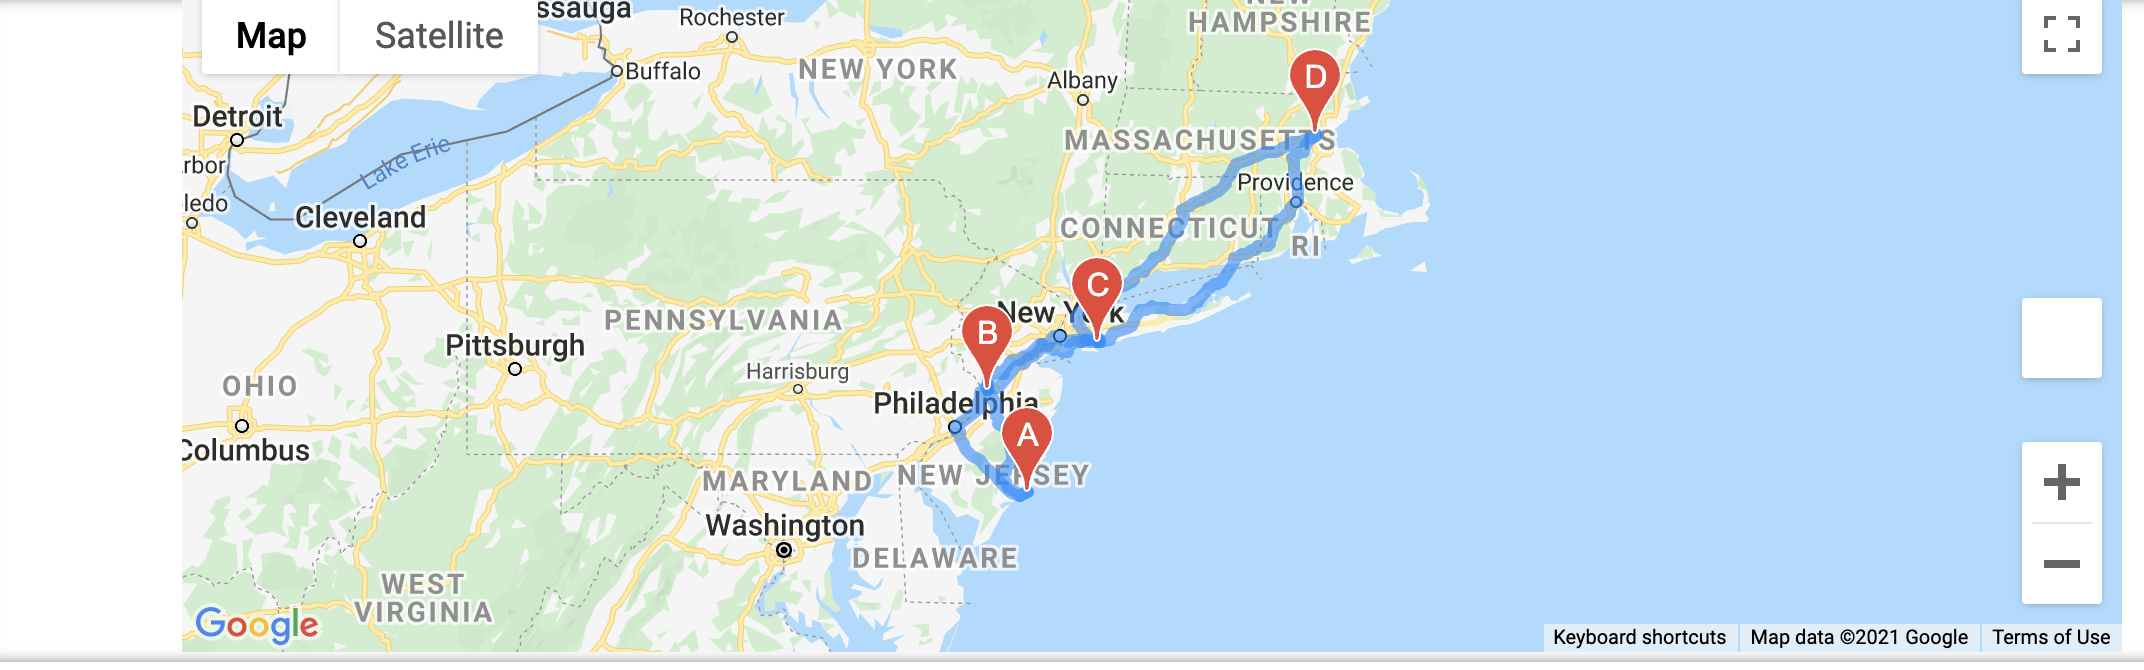 Map
Satellite
ssauga
Rochester
NEW
HAMPSHIRE
Buffalo
NEW YORK
Albany
D
Detroit
MASSACHUSETTS
Lake Erie
rbor
Providence
ledo
Cleveland
CONNECTICUT
RI
C
New York
PENNSYLVANIA
B
Pittsburgh
Harrisburg
OHIO
Philadelphia
A
Columbus
MARYLAND
NEW JERSEY
Washington
DELAWARE
WEST
VIRGINIA
Google
Keyboard shortcuts
Map data ©2021 Google
Terms of Use